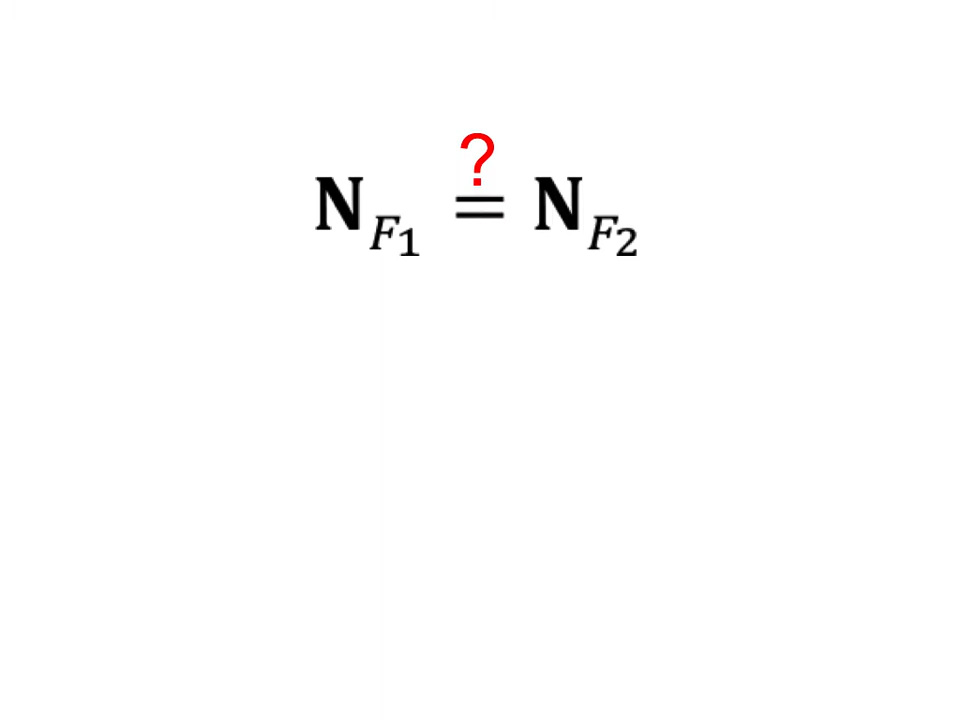 ?
𝐍_{F_1} = 𝐍_{F_2}